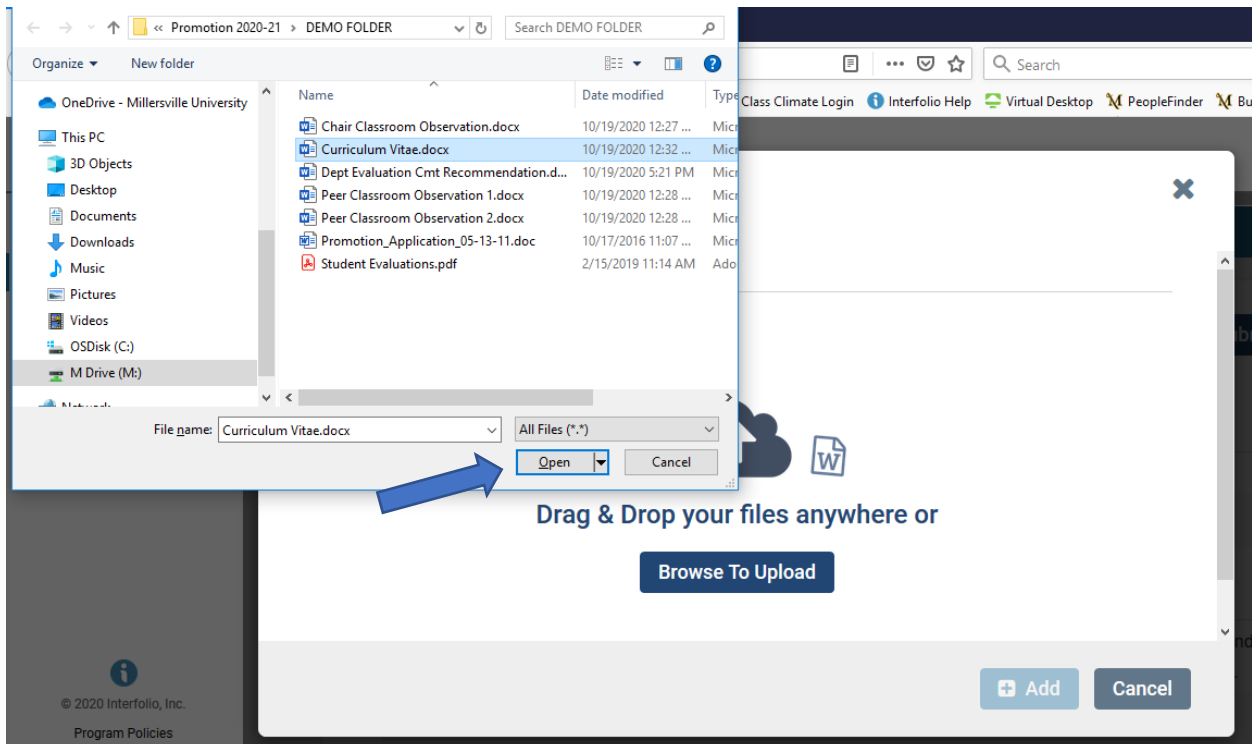 « Promotion 2020-21 › DEMO FOLDER
Search DEMO FOLDER
Organize
New folder
?
Search
Class Climate Login
Interfolio Help
Virtual Desktop
PeopleFinder
Bu
OneDrive - Millersville University
This PC
3D Objects
Desktop
Documents
Downloads
Music
Pictures
Videos
OSDisk (C:)
M Drive (M:)
Network
Name Date modified Type
Chair Classroom Observation.docx 10/19/2020 12:27 ... Micr
Curriculum Vitae.docx 10/19/2020 12:32 ... Micr
Dept Evaluation Cmt Recommendation.d... 10/19/2020 5:21 PM Micr
Peer Classroom Observation 1.docx 10/19/2020 12:28 ... Micr
Peer Classroom Observation 2.docx 10/19/2020 12:28 ... Micr
Promotion_Application_05-13-11.doc 10/17/2016 11:07 ... Micr
Student Evaluations.pdf 2/15/2019 11:14 AM Ado
File name: Curriculum Vitae.docx
All Files (*.*)
Open
Cancel
W
Drag & Drop your files anywhere or
Browse To Upload
Add
Cancel
© 2020 Interfolio, Inc.
Program Policies